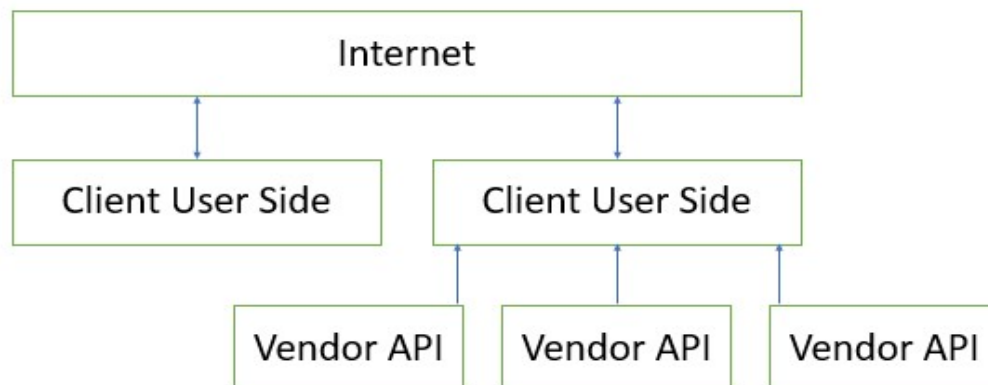 Internet
Client User Side
Client User Side
Vendor API
Vendor API
Vendor API